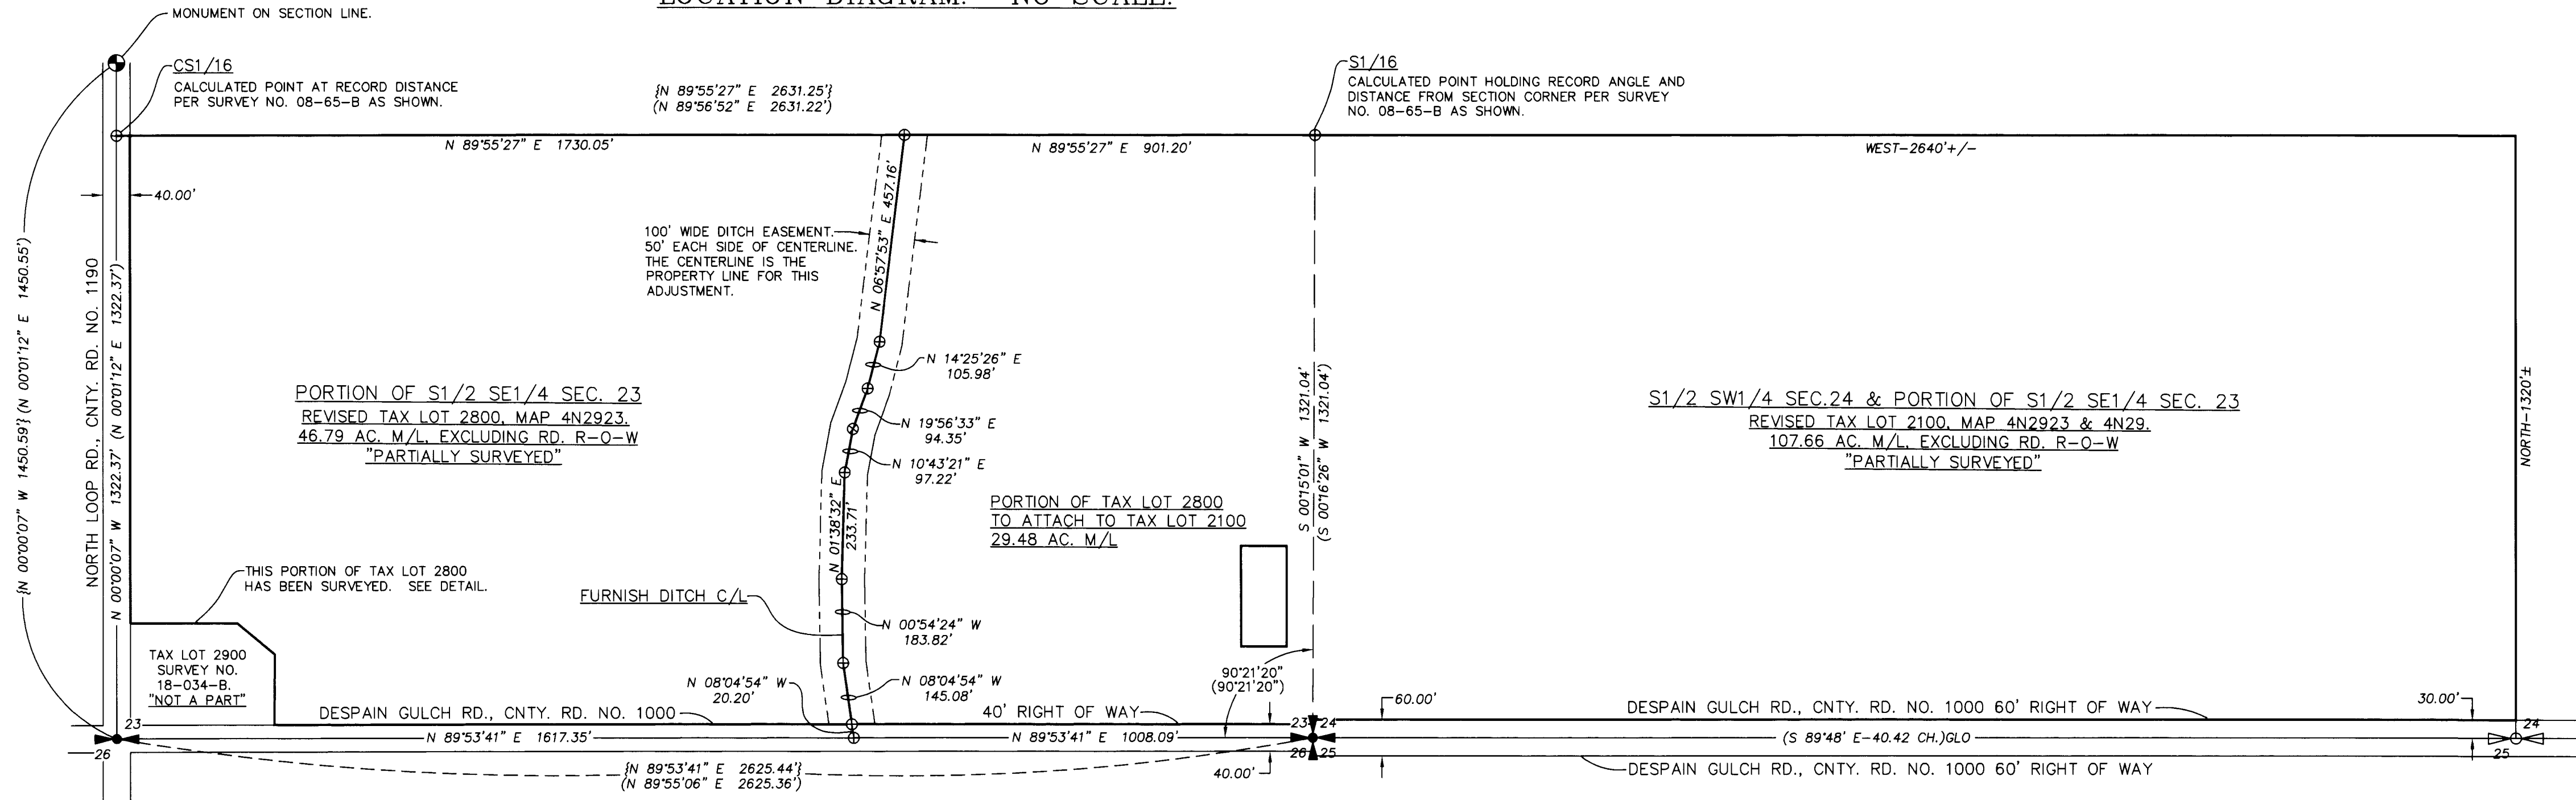 LOCATION DIAGRAM. NO SCALE.
MONUMENT ON SECTION LINE.
CS1/16
CALCULATED POINT AT RECORD DISTANCE
PER SURVEY NO. 08-65-B AS SHOWN.
{N 89°55'27" E 2631.25'}
(N 89°56'52" E 2631.22')
S1/16
CALCULATED POINT HOLDING RECORD ANGLE AND
DISTANCE FROM SECTION CORNER PER SURVEY
NO. 08-65-B AS SHOWN.
N 89°55'27" E 1730.05'
N 89°55'27" E 901.20'
WEST-2640'+/-
40.00'
{N 00°00'07" W 1450.59'} (N 00°01'12" E 1450.55')
NORTH LOOP RD., CNTY. RD. NO. 1190
N 00°00'07" W 1322.37' (N 00°01'12" E 1322.37')
100' WIDE DITCH EASEMENT.
50' EACH SIDE OF CENTERLINE.
THE CENTERLINE IS THE
PROPERTY LINE FOR THIS
ADJUSTMENT.
N 06°57'53" E 457.16'
N 14°25'26" E
105.98'
N 19°56'33" E
94.35'
N 10°43'21" E
97.22'
N 01°38'32" E
233.71'
PORTION OF S1/2 SE1/4 SEC. 23
REVISED TAX LOT 2800, MAP 4N2923.
46.79 AC. M/L, EXCLUDING RD. R-O-W
"PARTIALLY SURVEYED"
PORTION OF TAX LOT 2800
TO ATTACH TO TAX LOT 2100
29.48 AC. M/L
S 00°15'01" W 1321.04'
(S 00°16'26" W 1321.04')
S1/2 SW1/4 SEC.24 & PORTION OF S1/2 SE1/4 SEC. 23
REVISED TAX LOT 2100, MAP 4N2923 & 4N29.
107.66 AC. M/L, EXCLUDING RD. R-O-W
"PARTIALLY SURVEYED"
NORTH-1320'±
THIS PORTION OF TAX LOT 2800
HAS BEEN SURVEYED. SEE DETAIL.
FURNISH DITCH C/L
N 00°54'24" W
183.82'
TAX LOT 2900
SURVEY NO.
18-034-B.
"NOT A PART"
N 08°04'54" W
20.20'
N 08°04'54" W
145.08'
90°21'20"
(90°21'20")
60.00'
30.00'
23
DESPAIN GULCH RD., CNTY. RD. NO. 1000
40' RIGHT OF WAY
23 24
DESPAIN GULCH RD., CNTY. RD. NO. 1000 60' RIGHT OF WAY
24
N 89°53'41" E 1617.35'
N 89°53'41" E 1008.09'
(S 89°48' E-40.42 CH.)GLO
26
26 25
25
{N 89°53'41" E 2625.44'}
(N 89°55'06" E 2625.36')
40.00'
DESPAIN GULCH RD., CNTY. RD. NO. 1000 60' RIGHT OF WAY